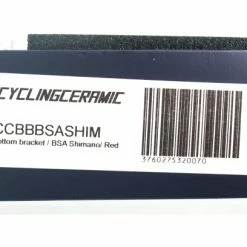 CYCLINGCERAMIC
CCBBBSASHIM
ottom bracket / BSA Shimano/ Red
3760275320070